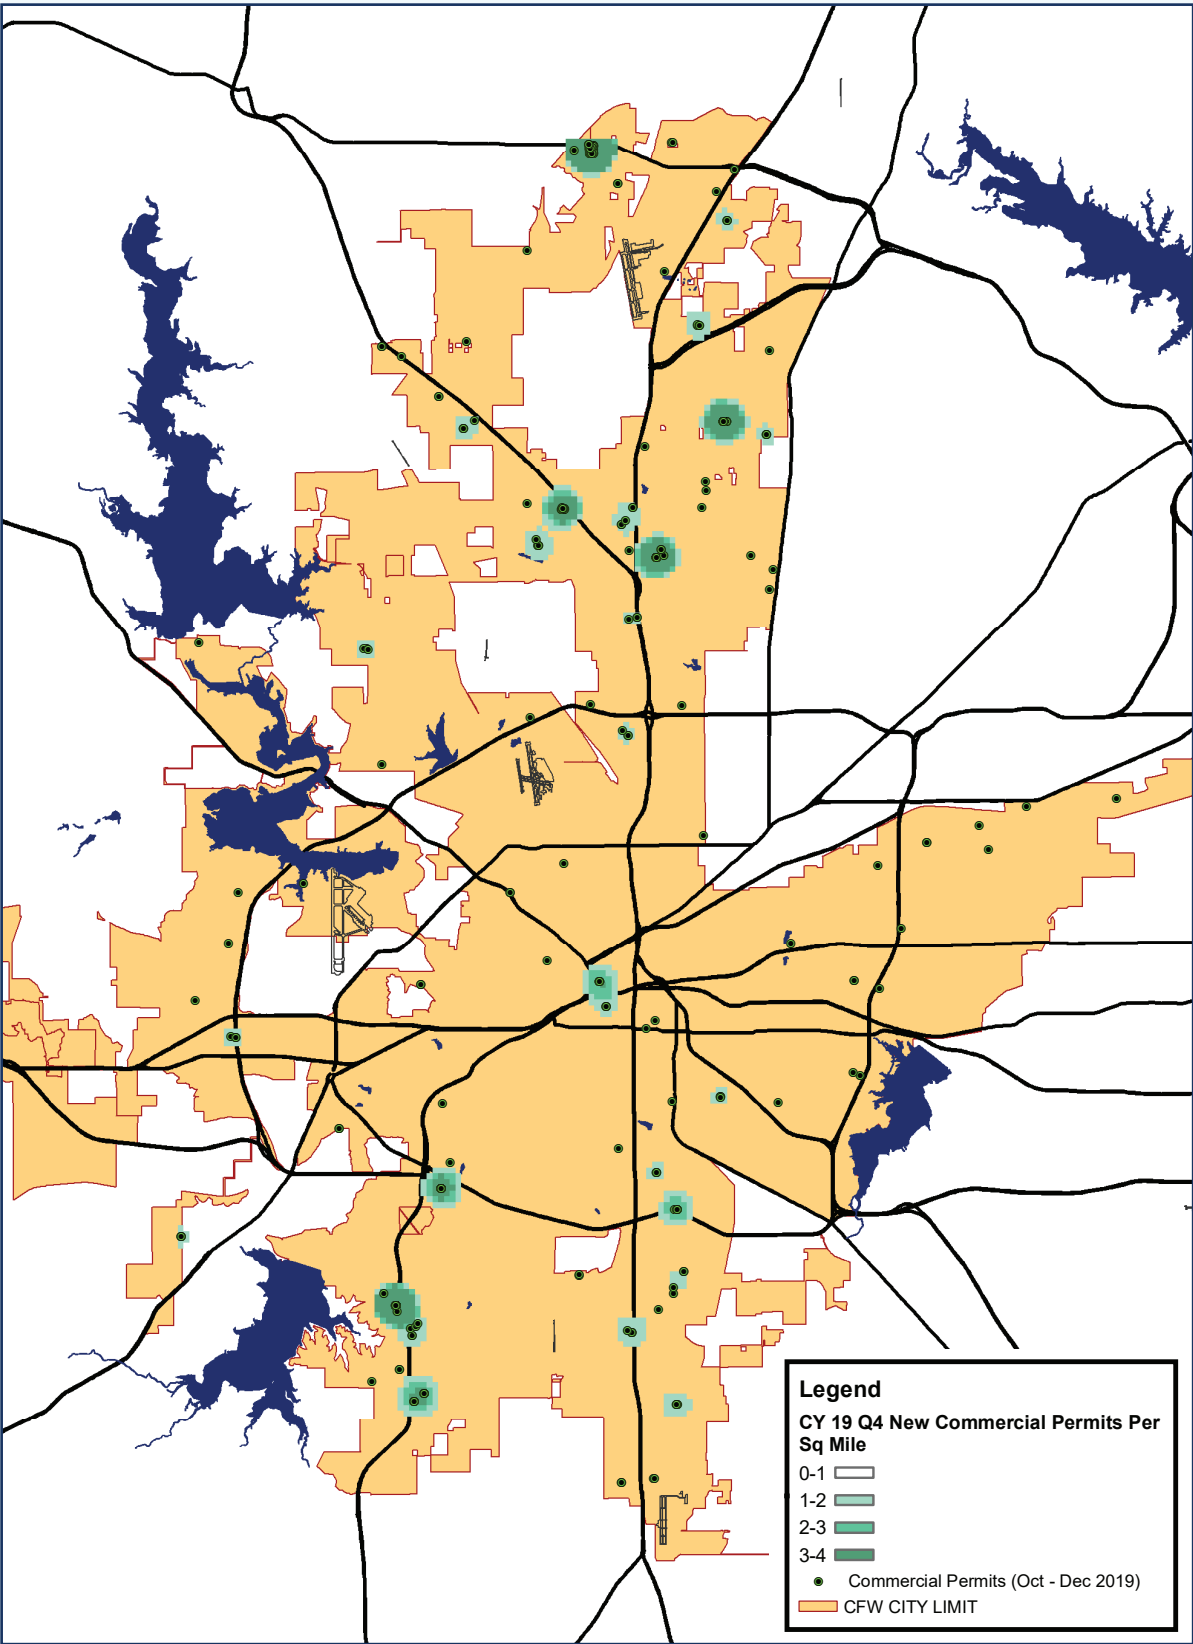 Legend
CY 19 Q4 New Commercial Permits Per
Sq Mile
0-1
1-2
2-3
3-4
Commercial Permits (Oct - Dec 2019)
CFW CITY LIMIT